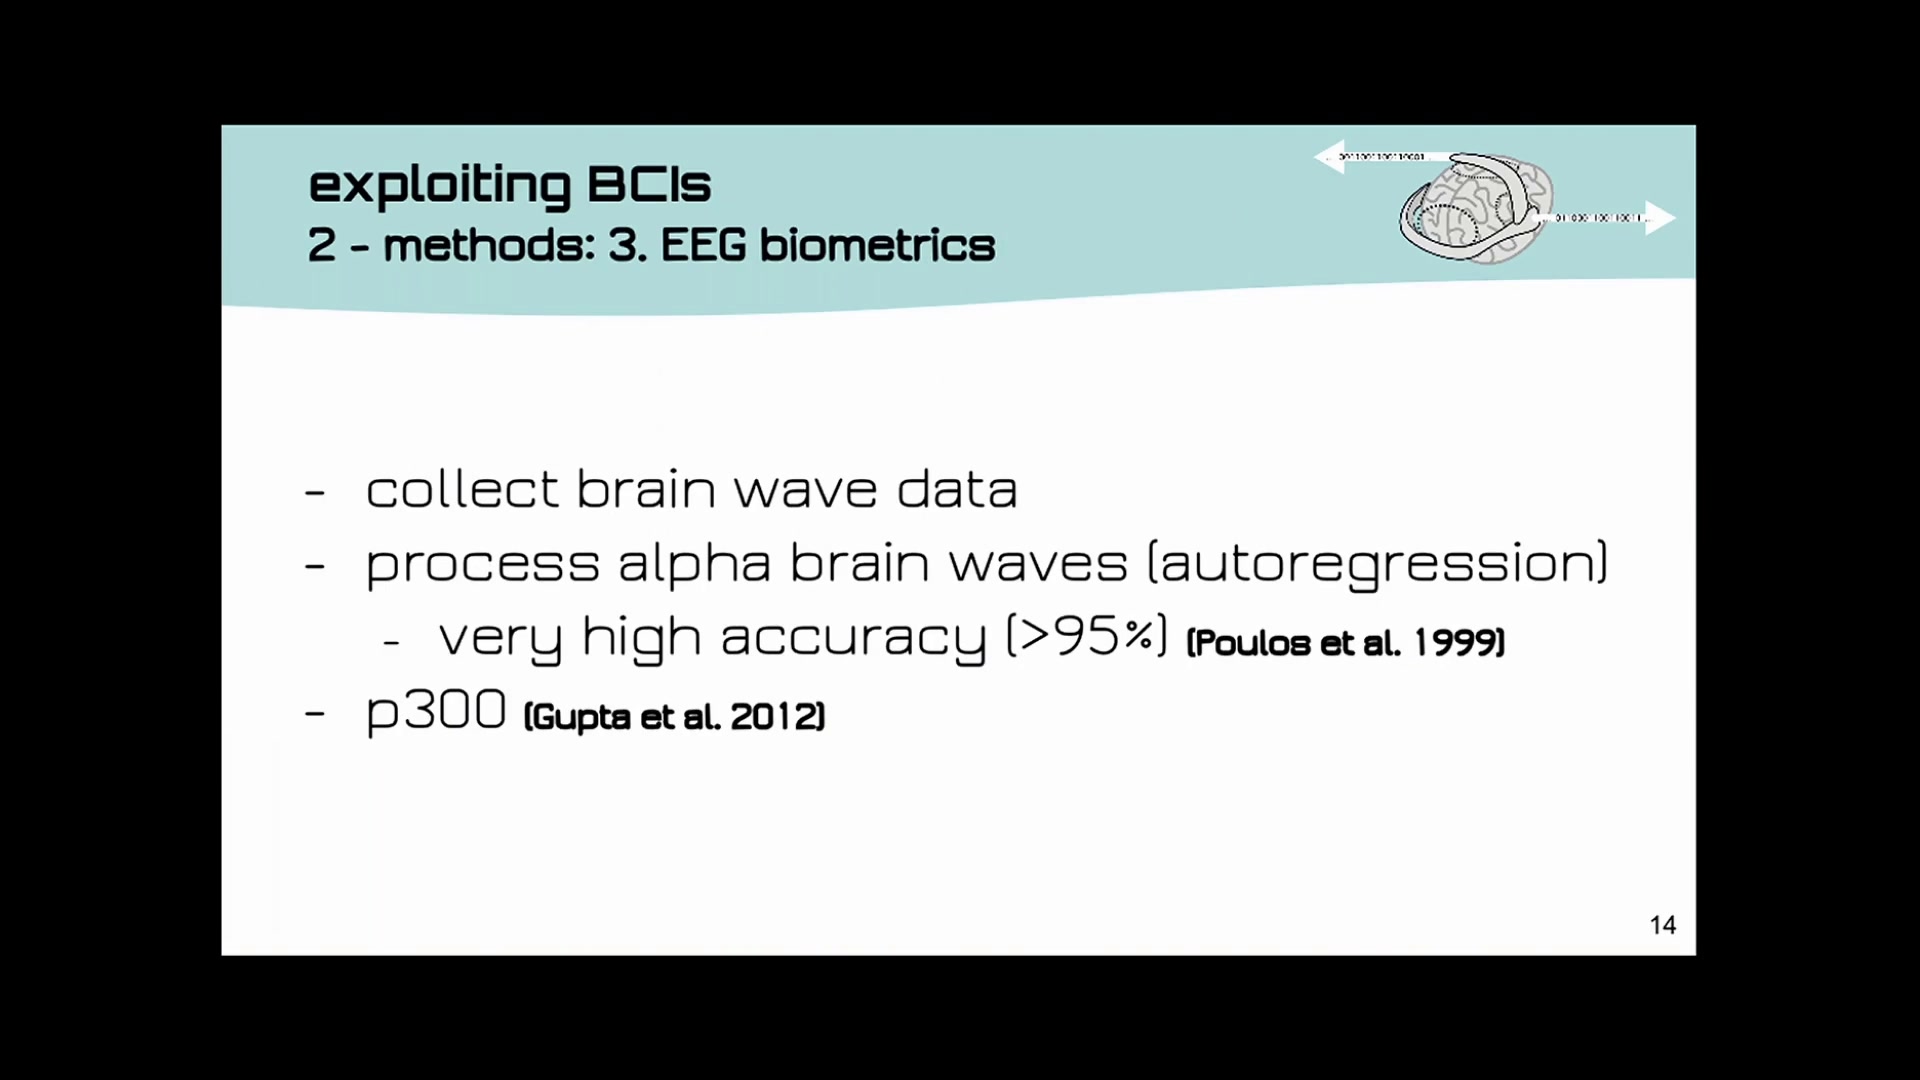 exploiting BCIs
2 - methods: 3. EEG biometrics
- collect brain wave data
- process alpha brain waves (autoregression)
- very high accuracy (>95%) (Poulos et al. 1999)
- p300 (Gupta et al. 2012)
14